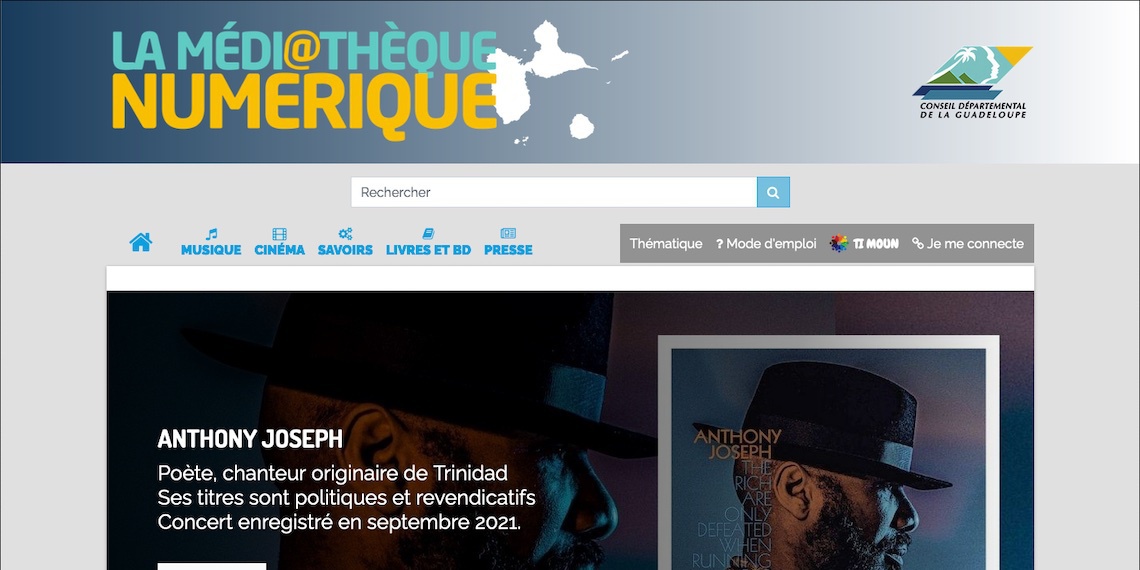 LA MÉDI@THÈQUE
NUMERIQUE
CONSEIL DÉPARTEMENTAL
DE LA GUADELOUPE
Rechercher
MUSIQUE
CINÉMA
SAVOIRS
LIVRES ET BD
PRESSE
Thématique
? Mode d'emploi
TI MOUN
Je me connecte
ANTHONY JOSEPH
Poète, chanteur originaire de Trinidad
Ses titres sont politiques et revendicatifs
Concert enregistré en septembre 2021.
ANTHONY
JOSEPH
THE
RICH
ARE
ONLY
DEFEATED
WHEN
RUNNING